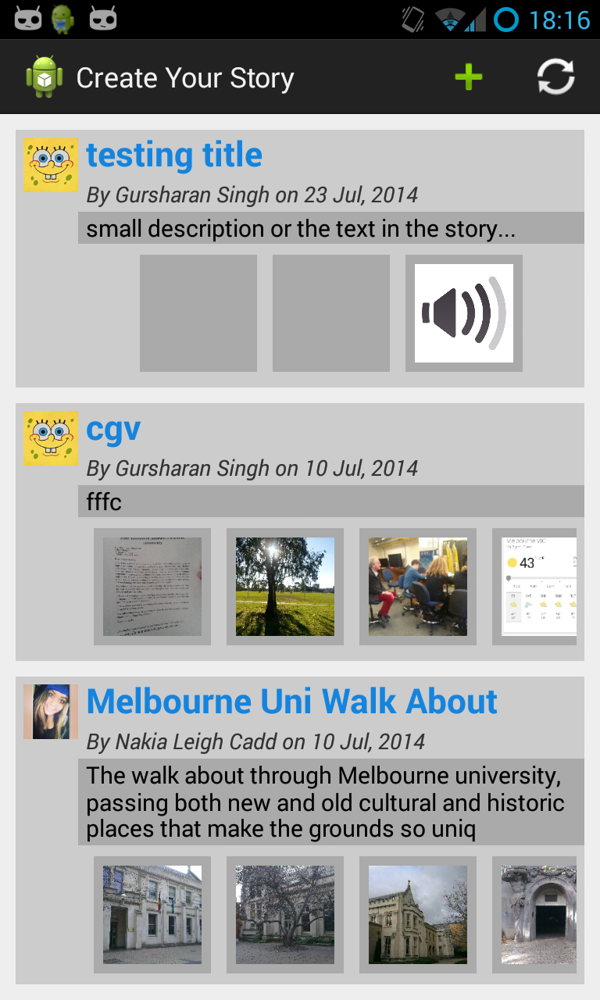 18:16
Create Your Story
testing title
By Gursharan Singh on 23 Jul, 2014
small description or the text in the story...
cgv
By Gursharan Singh on 10 Jul, 2014
fffc
Melbourne VIC
43
Melbourne Uni Walk About
By Nakia Leigh Cadd on 10 Jul, 2014
The walk about through Melbourne university,
passing both new and old cultural and historic
places that make the grounds so uniq